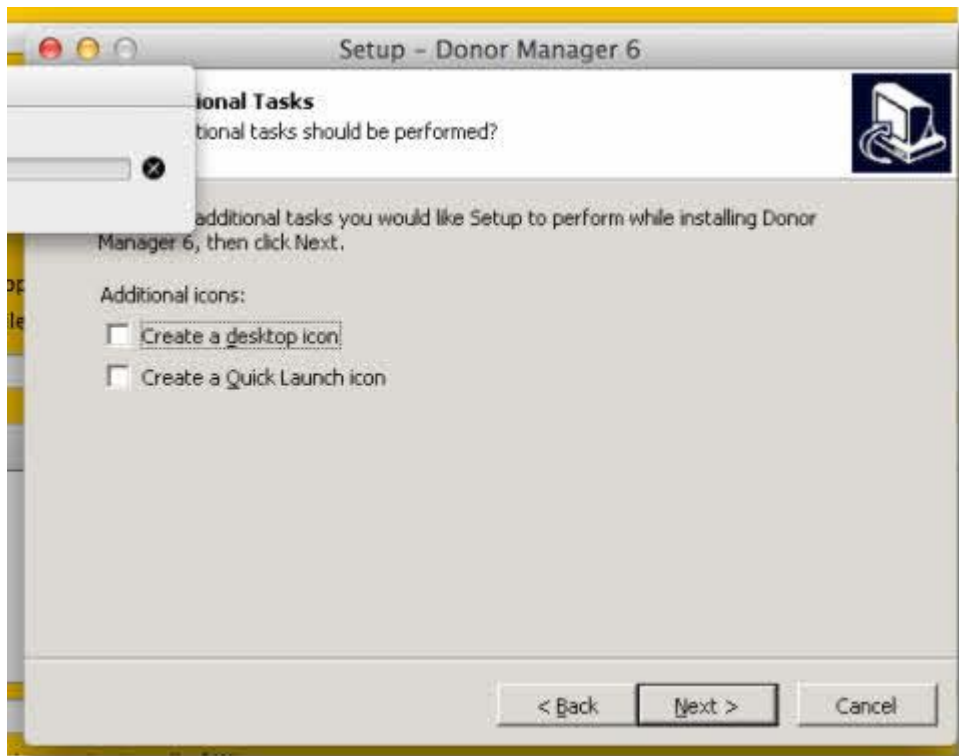 Setup – Donor Manager 6
ional Tasks
tional tasks should be performed?
additional tasks you would like Setup to perform while installing Donor
Manager 6, then click Next.
Additional icons:
Create a desktop icon
Create a Quick Launch icon
< Back
Next >
Cancel